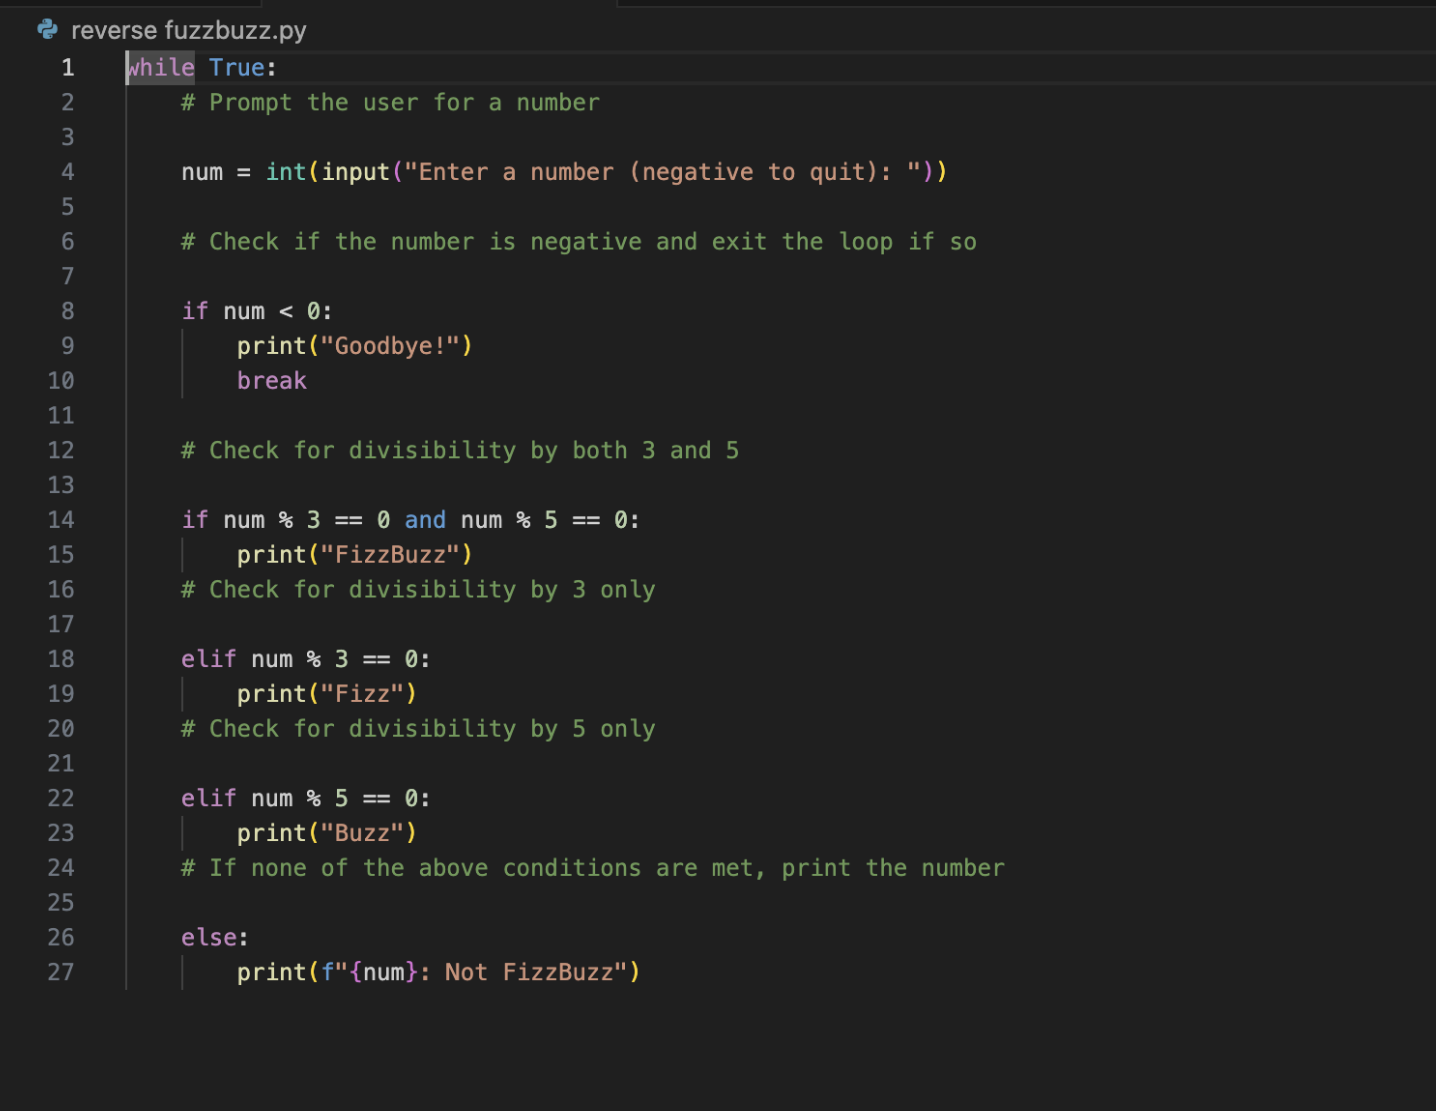 reverse fuzzbuzz.py
1 while True:
2     # Prompt the user for a number
3
4     num = int(input("Enter a number (negative to quit): "))
5
6     # Check if the number is negative and exit the loop if so
7
8     if num < 0:
9         print("Goodbye!")
10         break
11
12     # Check for divisibility by both 3 and 5
13
14     if num % 3 == 0 and num % 5 == 0:
15         print("FizzBuzz")
16     # Check for divisibility by 3 only
17
18     elif num % 3 == 0:
19         print("Fizz")
20     # Check for divisibility by 5 only
21
22     elif num % 5 == 0:
23         print("Buzz")
24     # If none of the above conditions are met, print the number
25
26     else:
27         print(f"{num}: Not FizzBuzz")